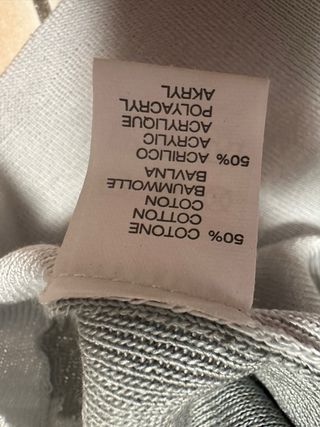 50% COTONE
COTTON
COTON
BAUMWOLLE
BAVLNA
50% ACRILICO
ACRYLIC
ACRYLIQUE
POLYACRYL
AKRYL